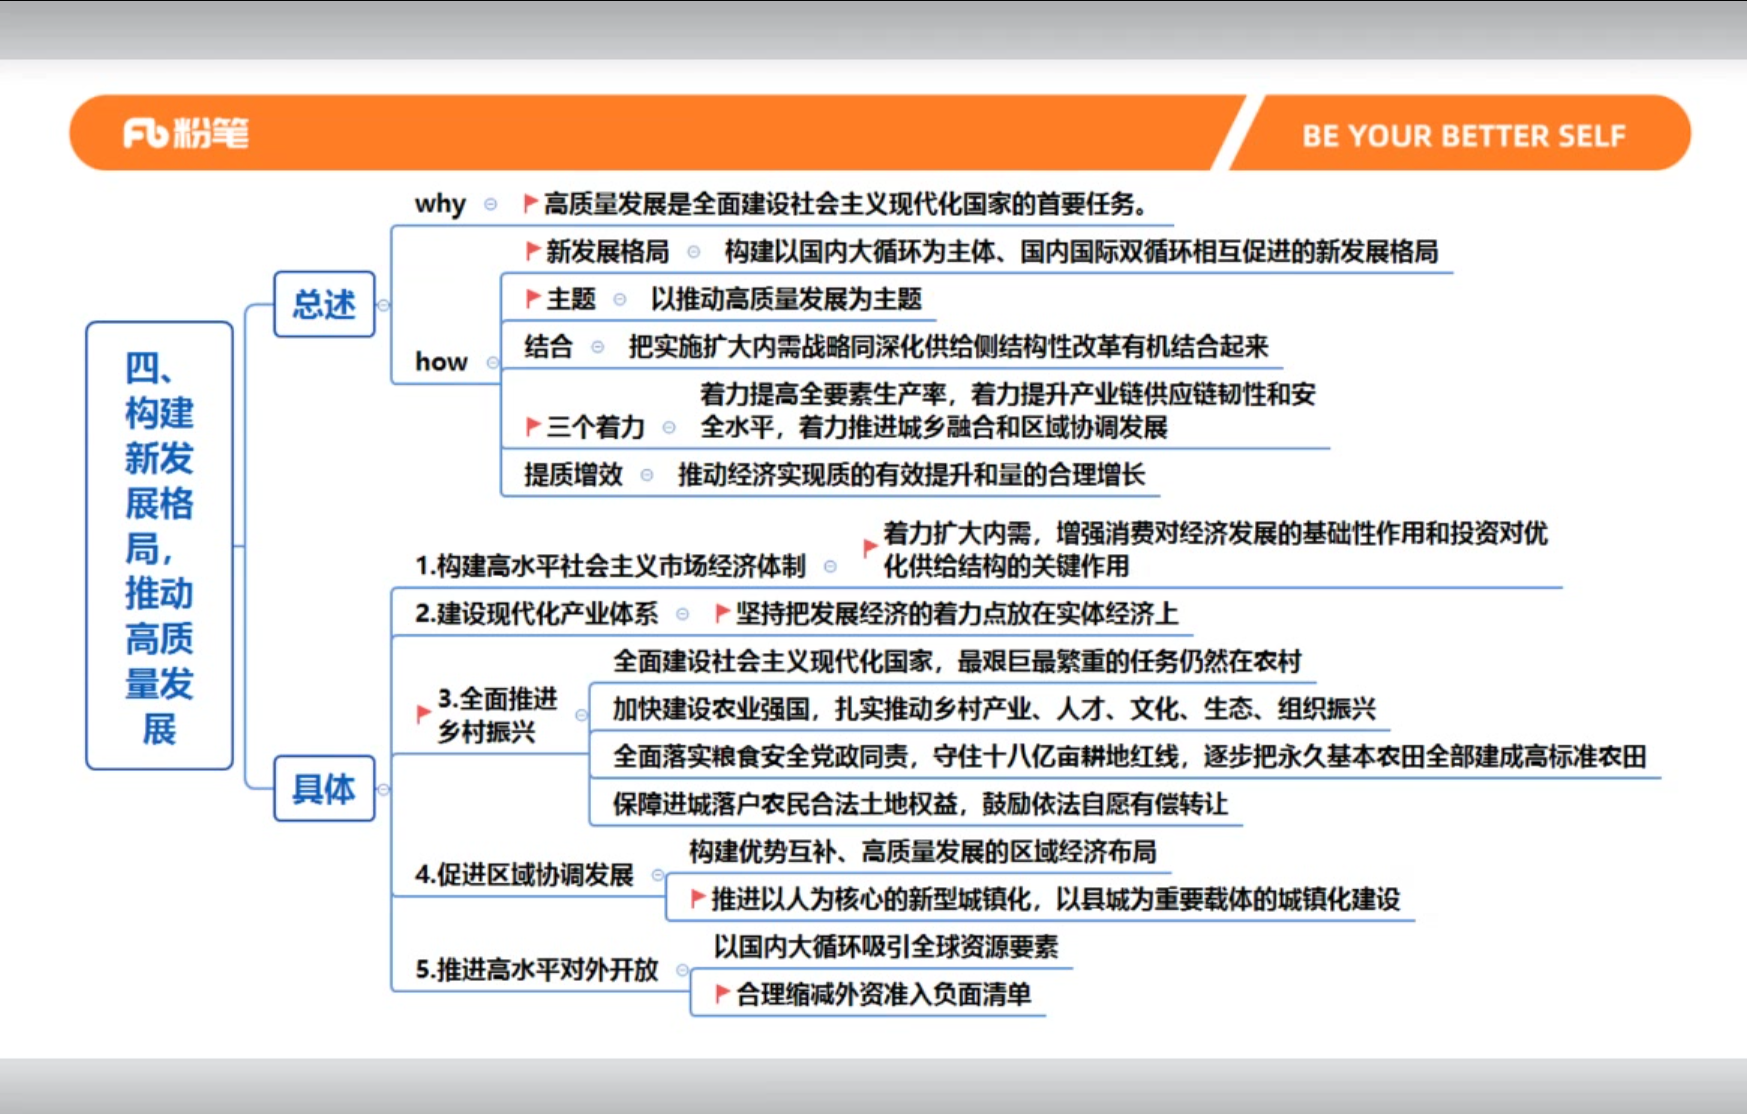 粉笔
BE YOUR BETTER SELF
四、
构建
新发
展格
局，
推动
高质
量发
展
总述
why
高质量发展是全面建设社会主义现代化国家的首要任务。
how
新发展格局
构建以国内大循环为主体、国内国际双循环相互促进的新发展格局
主题
以推动高质量发展为主题
结合
把实施扩大内需战略同深化供给侧结构性改革有机结合起来
三个着力
着力提高全要素生产率，着力提升产业链供应链韧性和安
全水平，着力推进城乡融合和区域协调发展
提质增效
推动经济实现质的有效提升和量的合理增长
具体
1.构建高水平社会主义市场经济体制
着力扩大内需，增强消费对经济发展的基础性作用和投资对优
化供给结构的关键作用
2.建设现代化产业体系
坚持把发展经济的着力点放在实体经济上
3.全面推进
乡村振兴
全面建设社会主义现代化国家，最艰巨最繁重的任务仍然在农村
加快建设农业强国，扎实推动乡村产业、人才、文化、生态、组织振兴
全面落实粮食安全党政同责，守住十八亿亩耕地红线，逐步把永久基本农田全部建成高标准农田
保障进城落户农民合法土地权益，鼓励依法自愿有偿转让
4.促进区域协调发展
构建优势互补、高质量发展的区域经济布局
推进以人为核心的新型城镇化，以县城为重要载体的城镇化建设
5.推进高水平对外开放
以国内大循环吸引全球资源要素
合理缩减外资准入负面清单